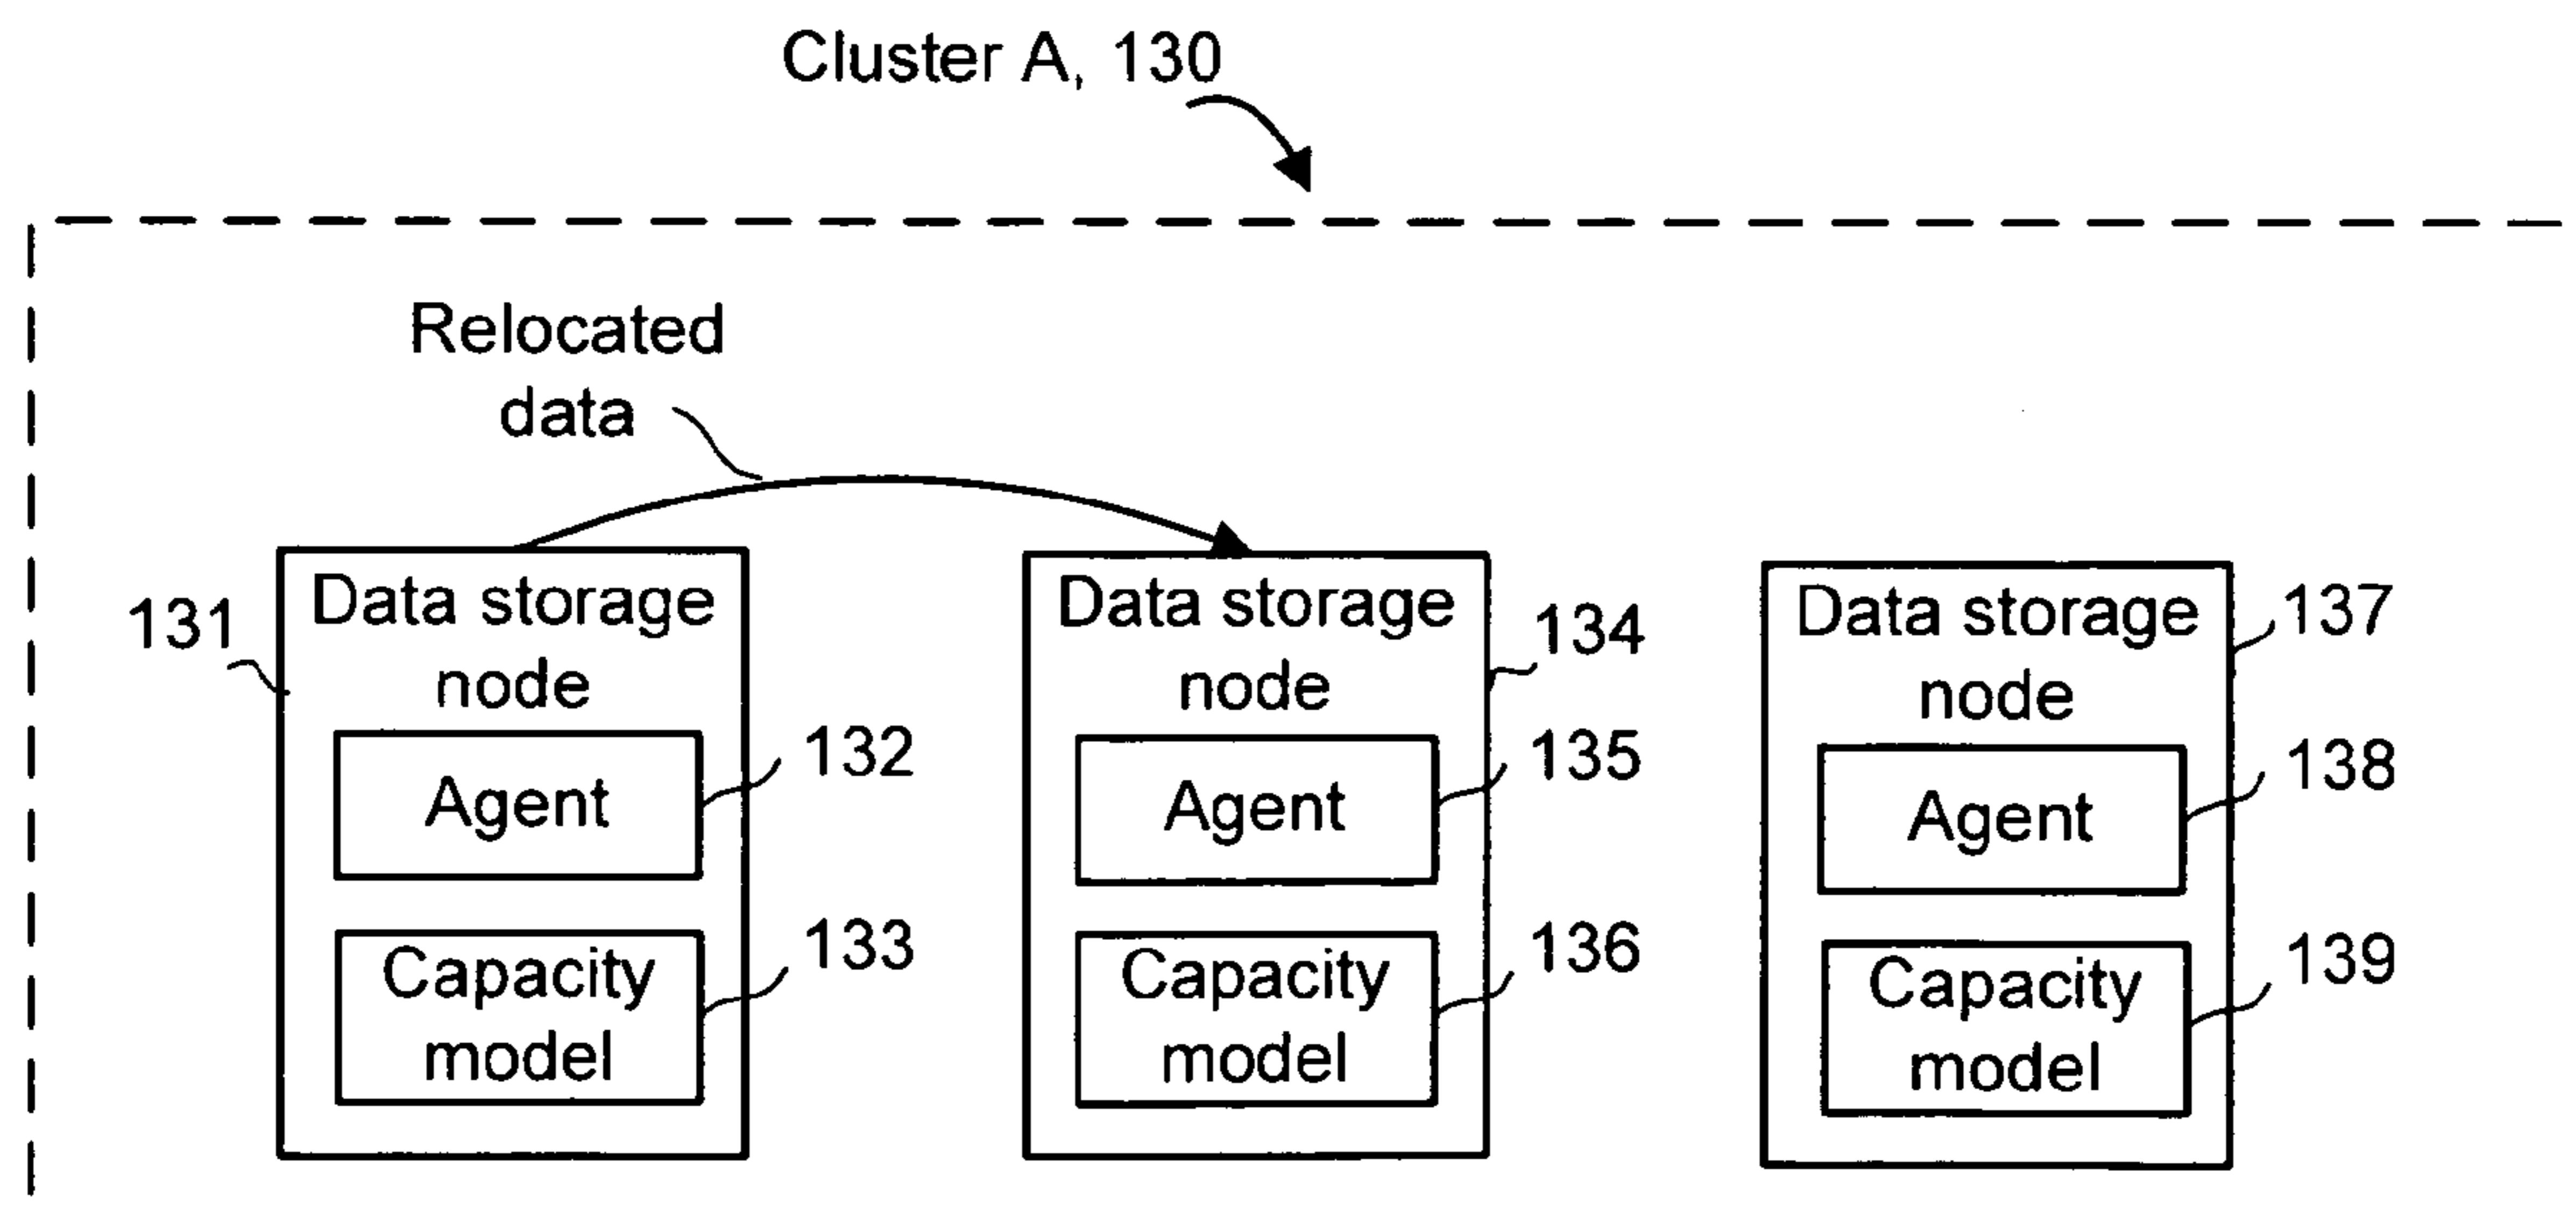 Cluster A, 130
Relocated
data
131
Data storage
node
132
Agent
133
Capacity
model
134
Data storage
node
135
Agent
136
Capacity
model
137
Data storage
node
138
Agent
139
Capacity
model